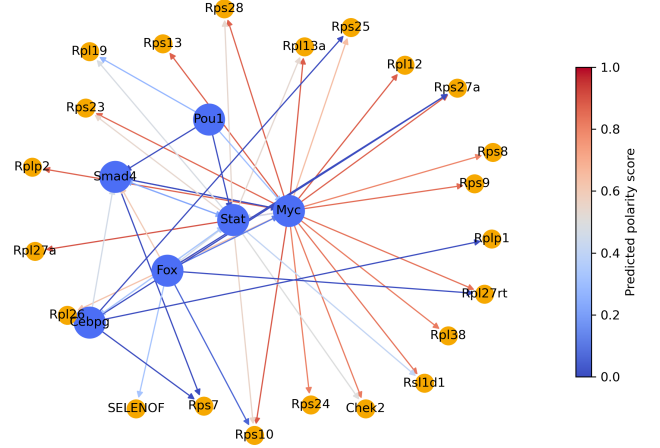 Rps28
Rps25
Rps13
Rpl13a
Rpl19
Rpl12
Rps27a
Rps23
Pou1
Rps8
Rplp2
Smad4
Rps9
Myc
Stat
Rplp1
Rpl27a
Fox
Rpl27rt
Rpl26
Cebpg
Rpl38
Rsl1d1
SELENOF
Rps7
Rps24
Chek2
Rps10
1.0
0.8
0.6
0.4
0.2
0.0
Predicted polarity score